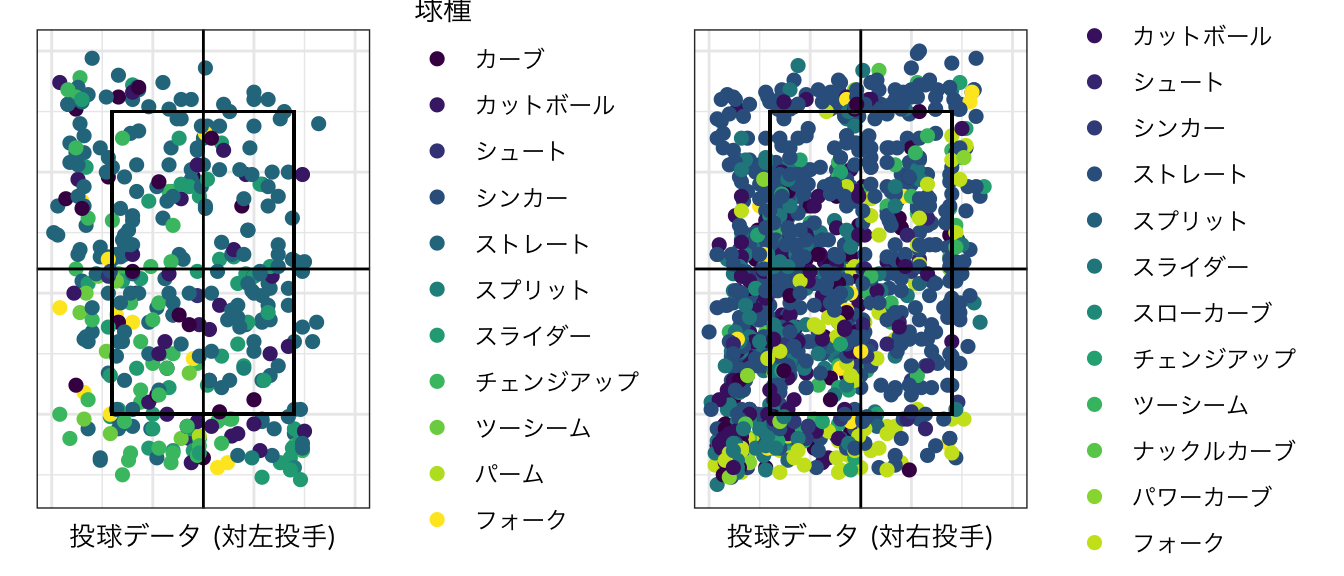 球種
カーブ
カットボール
シュート
シンカー
ストレート
スプリット
スライダー
チェンジアップ
ツーシーム
パーム
フォーク
投球データ (対左投手)
カットボール
シュート
シンカー
ストレート
スプリット
スライダー
スローカーブ
チェンジアップ
ツーシーム
ナックルカーブ
パワーカーブ
フォーク
投球データ (対右投手)